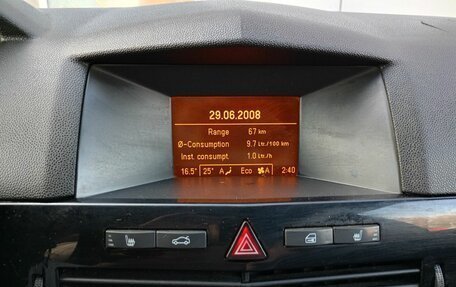 29.06.2008
Range 67 km
Ø-Consumption 9.7 Ltr./100 km
Inst. consumpt. 1.0 Ltr./h
16.5° 25° A Eco A 2:40